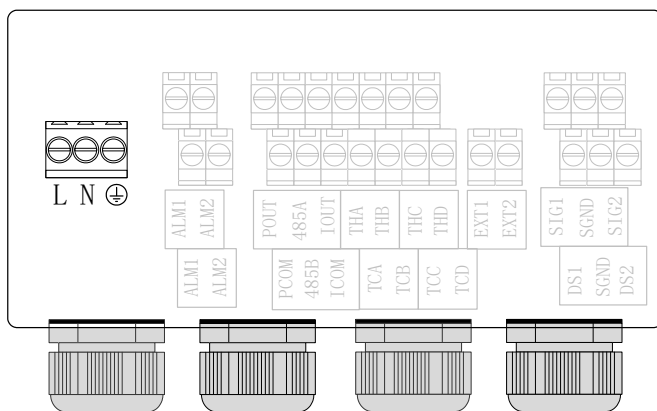 L N
ALM1 ALM2
POUT 485A IOUT THA THB THC THD
EXT1 EXT2
SIG1 SGND SIG2
ALM1 ALM2
PCOM 485B ICOM TCA TCB TCC TCD
DS1 SGND DS2